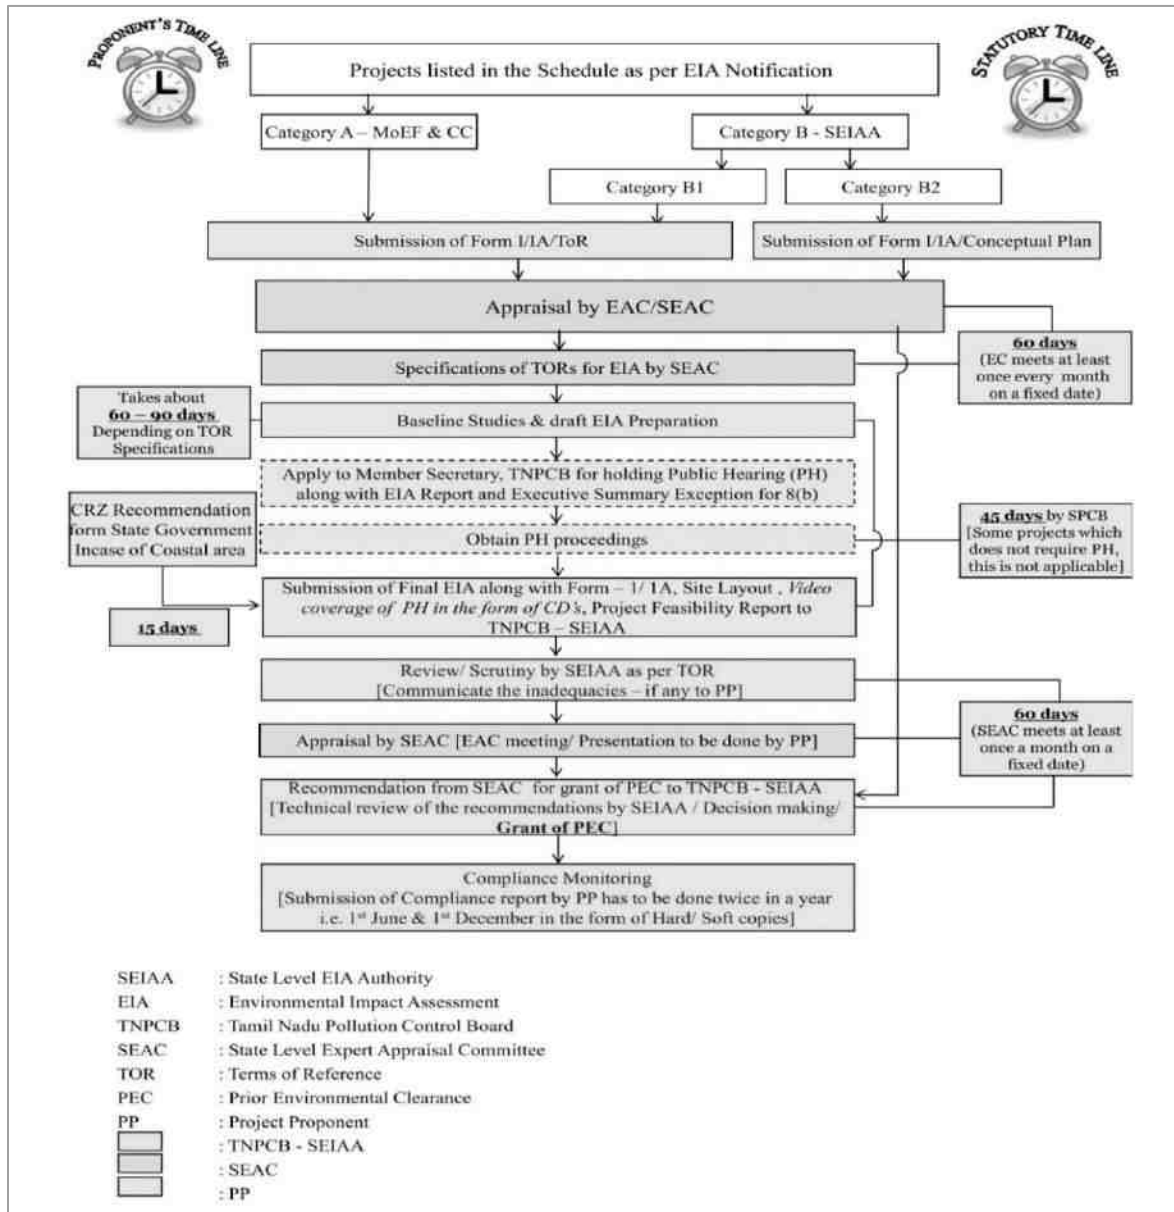 PROPONENT'S TIME LINE
STATUTORY TIME LINE
Projects listed in the Schedule as per EIA Notification
Category A – MoEF & CC
Category B - SEIAA
Category B1
Category B2
Submission of Form I/IA/ToR
Submission of Form I/IA/Conceptual Plan
Appraisal by EAC/SEAC
60 days
(EC meets at least
once every month
on a fixed date)
Specifications of TORs for EIA by SEAC
Takes about
60 – 90 days
Depending on TOR
Specifications
Baseline Studies & draft EIA Preparation
Apply to Member Secretary, TNPCB for holding Public Hearing (PH)
along with EIA Report and Executive Summary Exception for 8(b)
CRZ Recommendation
form State Government
Incase of Coastal area
Obtain PH proceedings
45 days by SPCB
[Some projects which
does not require PH,
this is not applicable]
15 days
Submission of Final EIA along with Form – 1/ 1A, Site Layout , Video
coverage of PH in the form of CD's, Project Feasibility Report to
TNPCB – SEIAA
Review/ Scrutiny by SEIAA as per TOR
[Communicate the inadequacies – if any to PP]
60 days
(SEAC meets at least
once a month on a
fixed date)
Appraisal by SEAC [EAC meeting/ Presentation to be done by PP]
Recommendation from SEAC for grant of PEC to TNPCB - SEIAA
[Technical review of the recommendations by SEIAA / Decision making/
Grant of PEC]
Compliance Monitoring
[Submission of Compliance report by PP has to be done twice in a year
i.e. 1st June & 1st December in the form of Hard/ Soft copies]
SEIAA : State Level EIA Authority
EIA : Environmental Impact Assessment
TNPCB : Tamil Nadu Pollution Control Board
SEAC : State Level Expert Appraisal Committee
TOR : Terms of Reference
PEC : Prior Environmental Clearance
PP : Project Proponent
: TNPCB - SEIAA
: SEAC
: PP